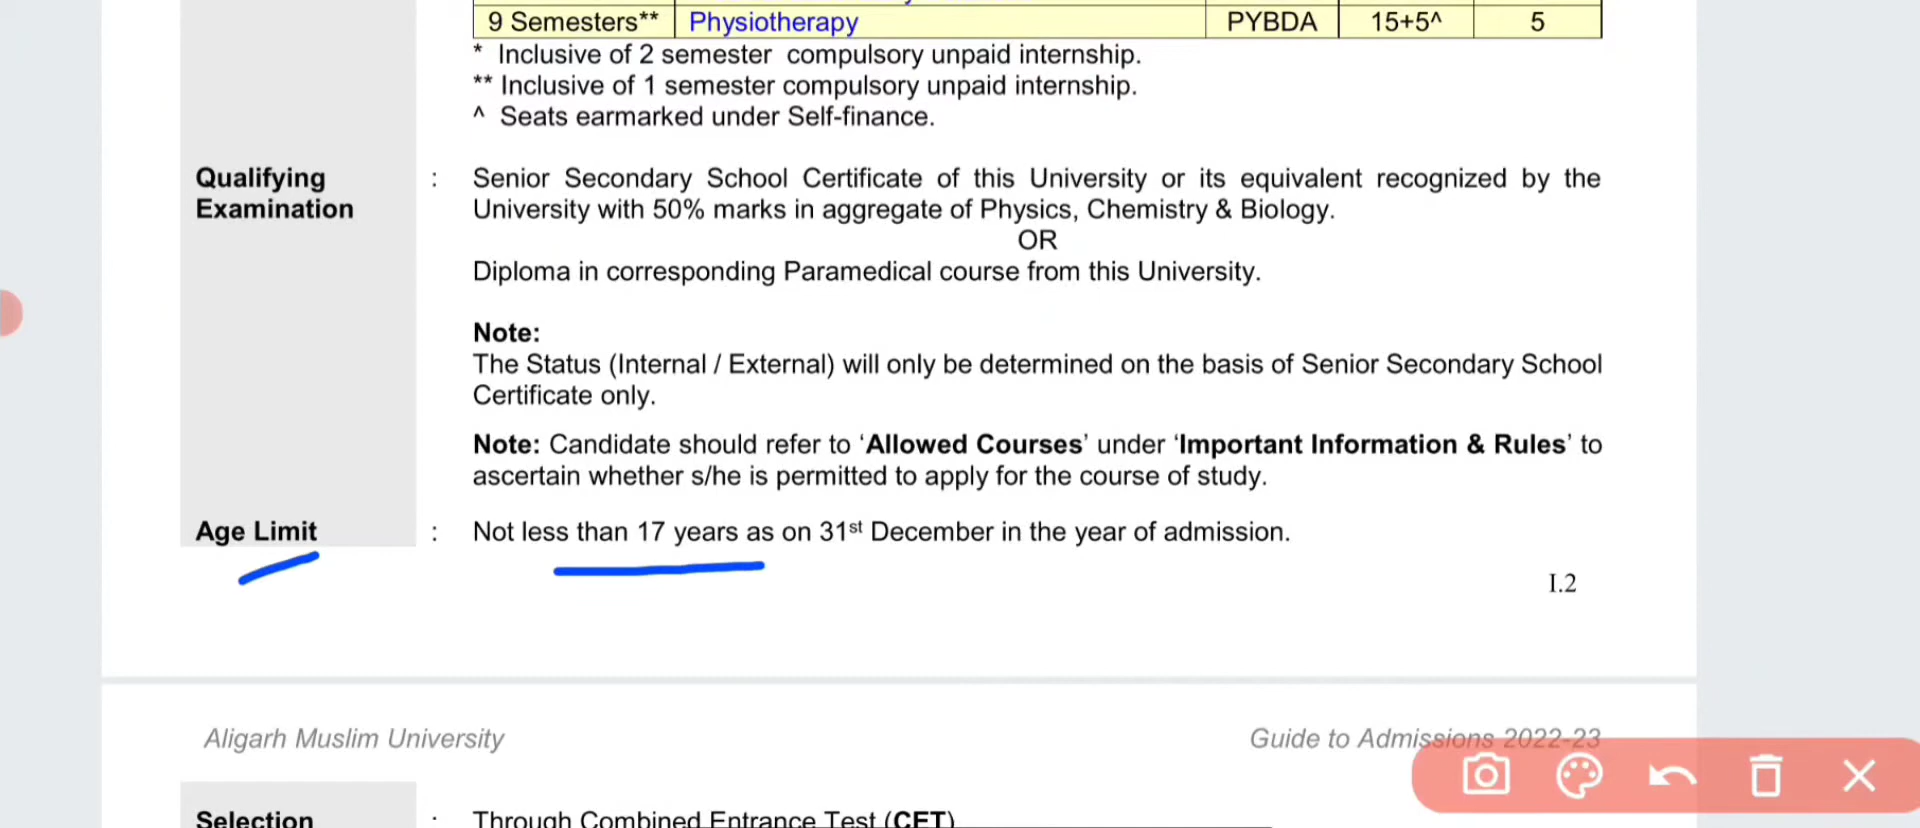 9 Semesters** Physiotherapy PYBDA 15+5^ 5
* Inclusive of 2 semester compulsory unpaid internship.
** Inclusive of 1 semester compulsory unpaid internship.
^ Seats earmarked under Self-finance.
Qualifying Examination : Senior Secondary School Certificate of this University or its equivalent recognized by the
University with 50% marks in aggregate of Physics, Chemistry & Biology.
OR
Diploma in corresponding Paramedical course from this University.
Note:
The Status (Internal / External) will only be determined on the basis of Senior Secondary School
Certificate only.
Note: Candidate should refer to ‘Allowed Courses’ under ‘Important Information & Rules’ to
ascertain whether s/he is permitted to apply for the course of study.
Age Limit : Not less than 17 years as on 31st December in the year of admission.
I.2
Aligarh Muslim University Guide to Admissions 2022-23
Selection : Through Combined Entrance Test (CET)